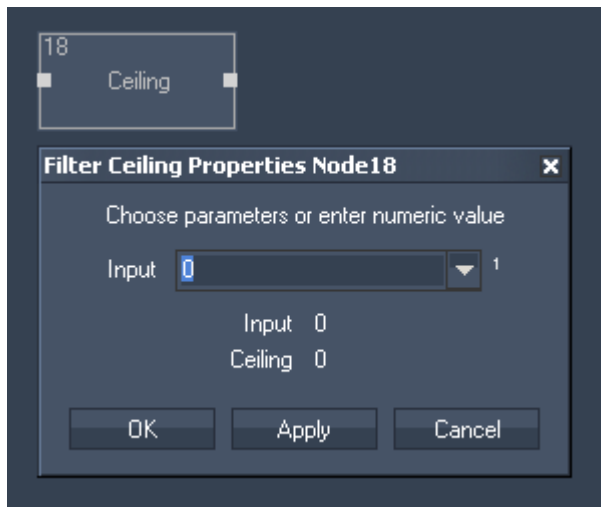 18
Ceiling
Filter Ceiling Properties Node18
Choose parameters or enter numeric value
Input 0 1
Input 0
Ceiling 0
OK Apply Cancel